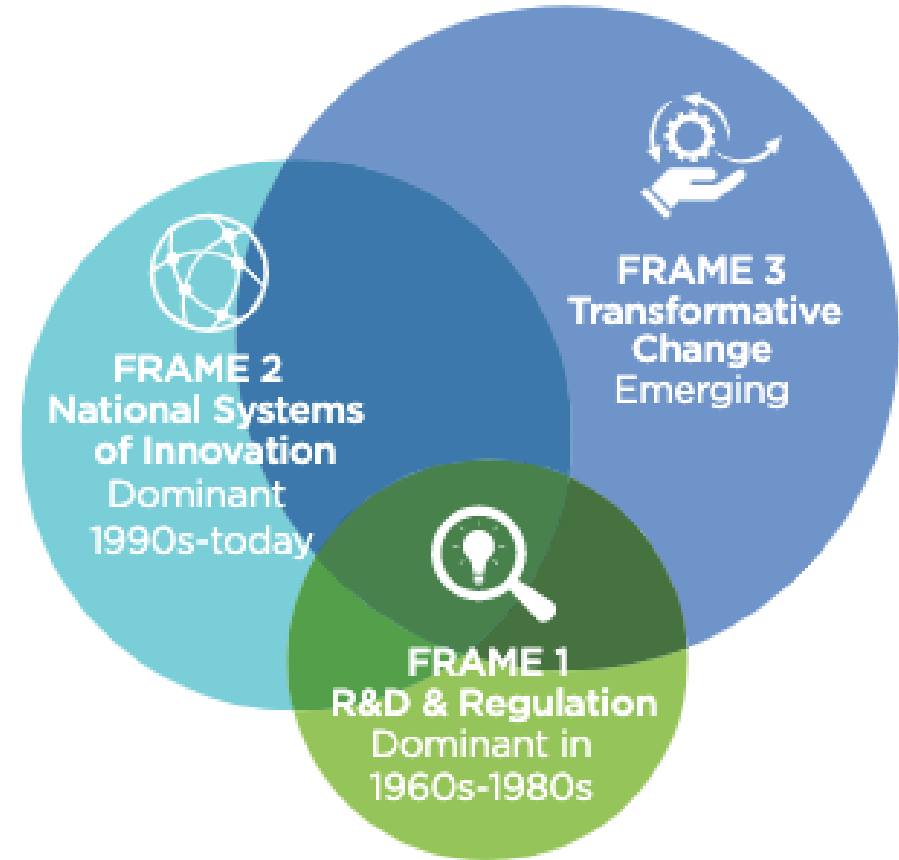 FRAME 3
Transformative
Change
Emerging
FRAME 2
National Systems
of Innovation
Dominant
1990s-today
FRAME 1
R&D & Regulation
Dominant in
1960s-1980s